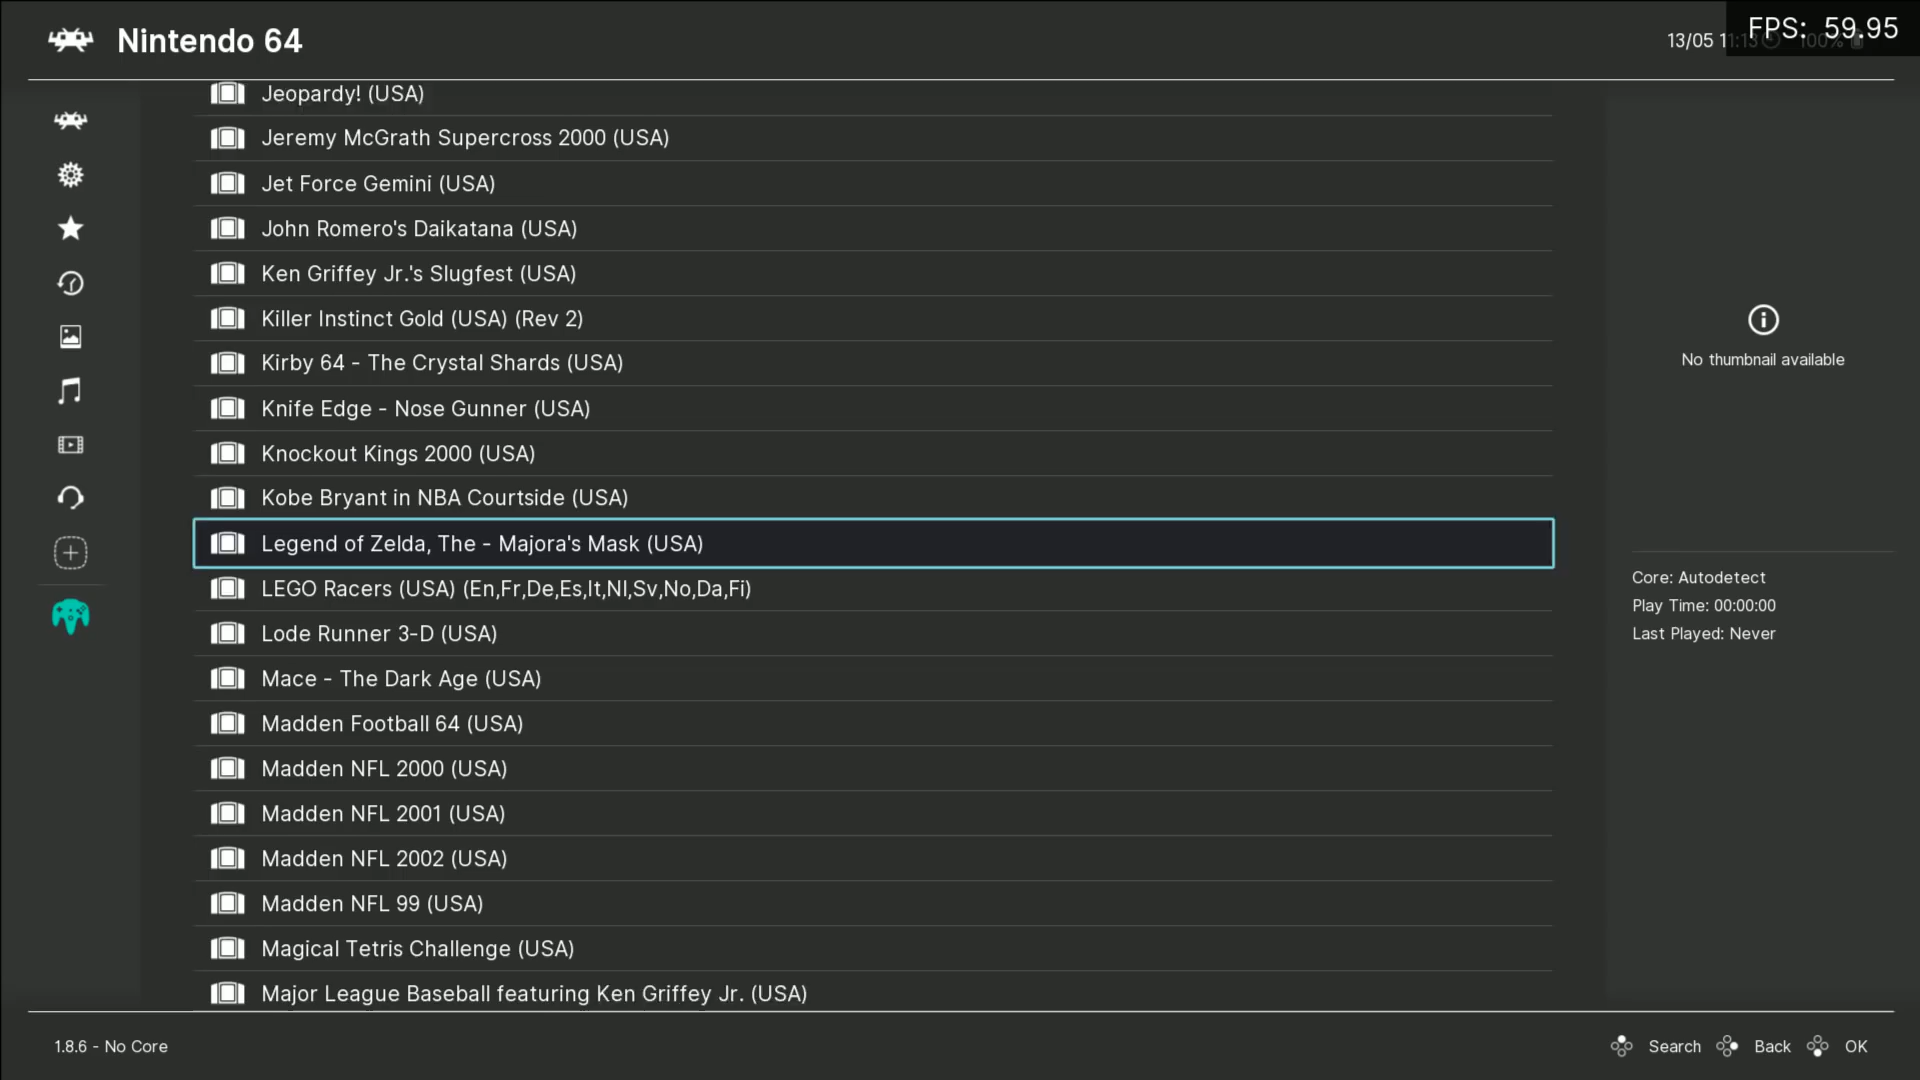 Nintendo 64
13/05 11:13 100%
FPS: 59.95
Jeopardy! (USA)
Jeremy McGrath Supercross 2000 (USA)
Jet Force Gemini (USA)
John Romero's Daikatana (USA)
Ken Griffey Jr.'s Slugfest (USA)
Killer Instinct Gold (USA) (Rev 2)
Kirby 64 - The Crystal Shards (USA)
Knife Edge - Nose Gunner (USA)
Knockout Kings 2000 (USA)
Kobe Bryant in NBA Courtside (USA)
Legend of Zelda, The - Majora's Mask (USA)
LEGO Racers (USA) (En,Fr,De,Es,It,Nl,Sv,No,Da,Fi)
Lode Runner 3-D (USA)
Mace - The Dark Age (USA)
Madden Football 64 (USA)
Madden NFL 2000 (USA)
Madden NFL 2001 (USA)
Madden NFL 2002 (USA)
Madden NFL 99 (USA)
Magical Tetris Challenge (USA)
Major League Baseball featuring Ken Griffey Jr. (USA)
No thumbnail available
Core: Autodetect
Play Time: 00:00:00
Last Played: Never
1.8.6 - No Core
Search Back OK